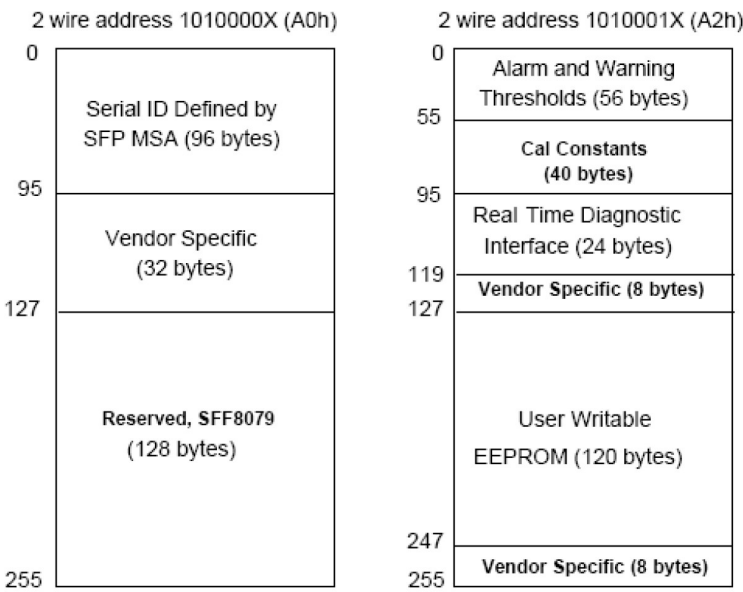 2 wire address 1010000X (A0h)
0
Serial ID Defined by
SFP MSA (96 bytes)
95
Vendor Specific
(32 bytes)
127
Reserved, SFF8079
(128 bytes)
255
2 wire address 1010001X (A2h)
0
Alarm and Warning
Thresholds (56 bytes)
55
Cal Constants
(40 bytes)
95
Real Time Diagnostic
Interface (24 bytes)
119
Vendor Specific (8 bytes)
127
User Writable
EEPROM (120 bytes)
247
Vendor Specific (8 bytes)
255